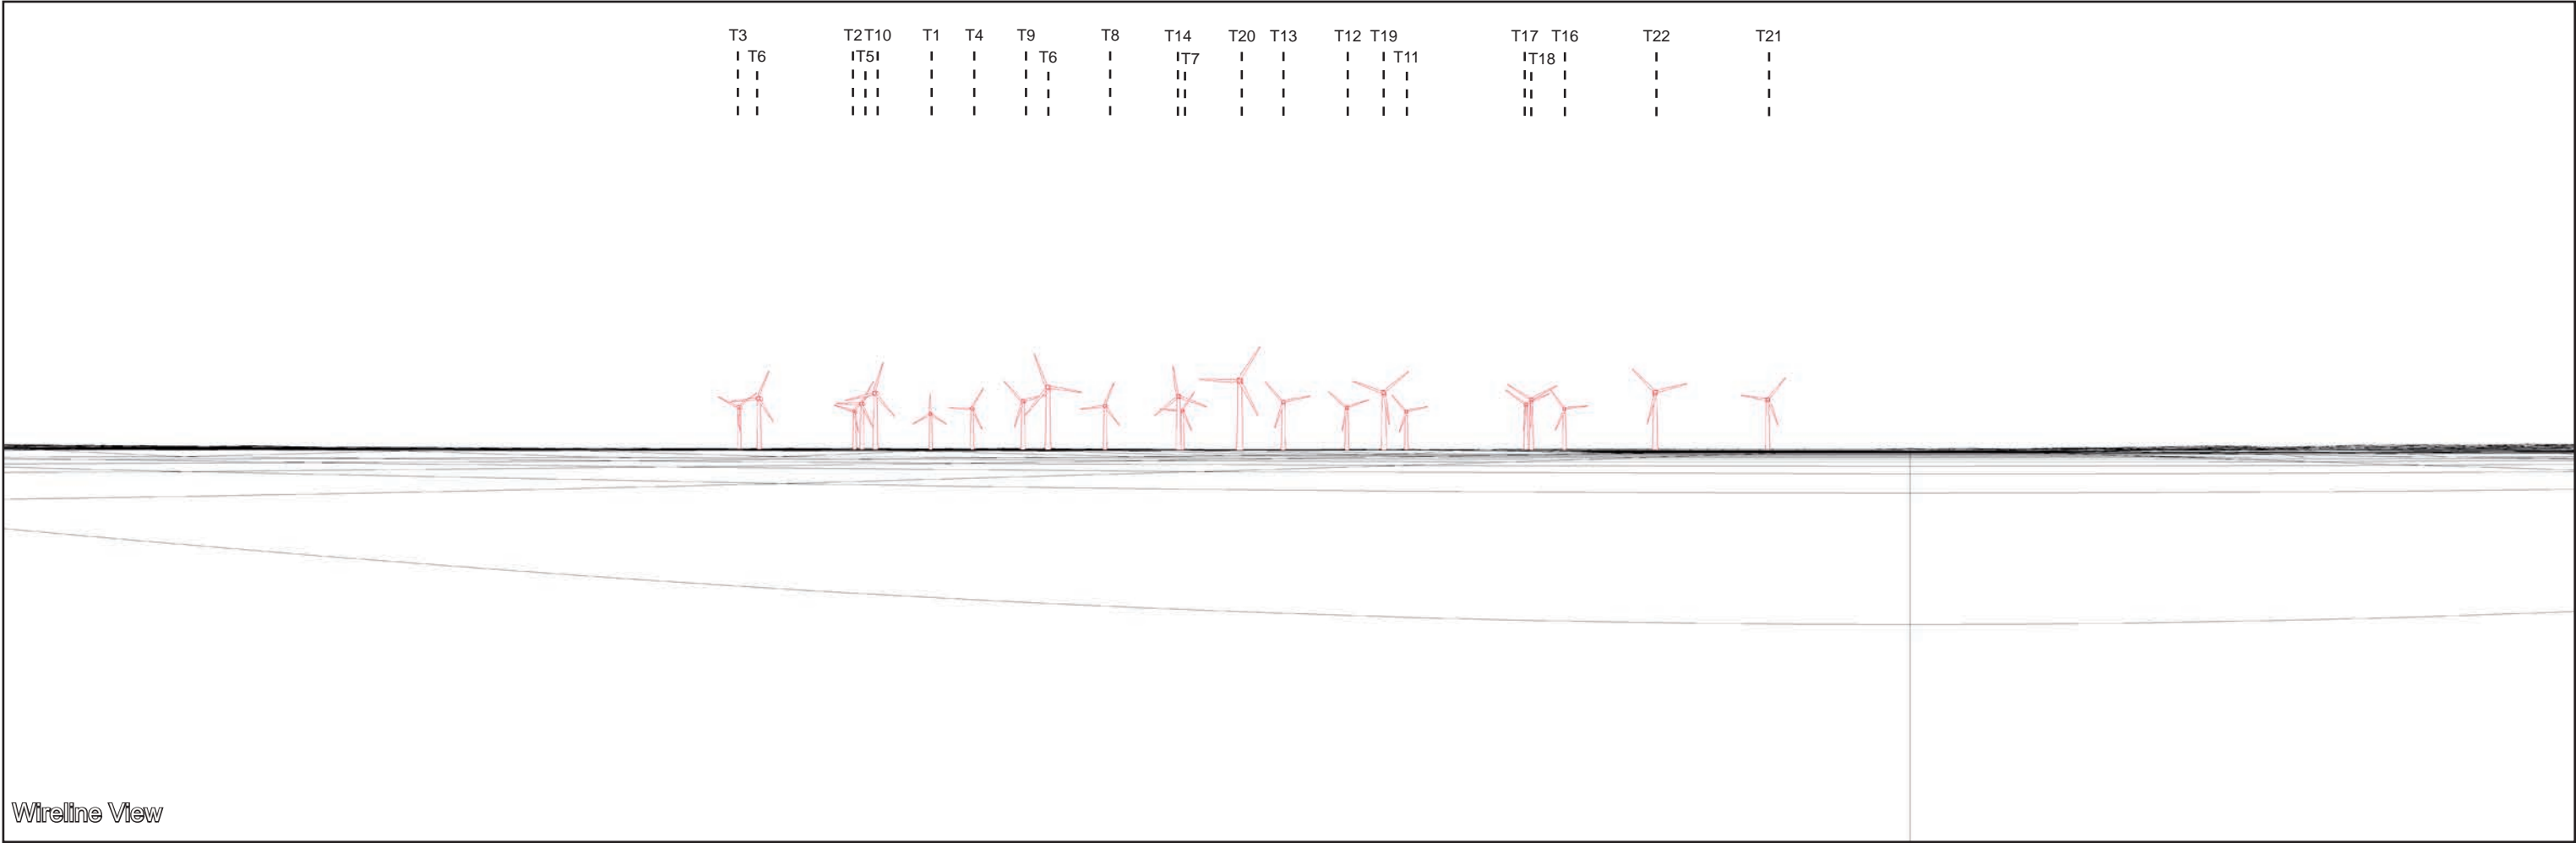 T3 T2 T10 T1 T4 T9 T8 T14 T20 T13 T12 T19 T17 T16 T22 T21
T6 T5 T6 T7 T11 T18
Wireline View